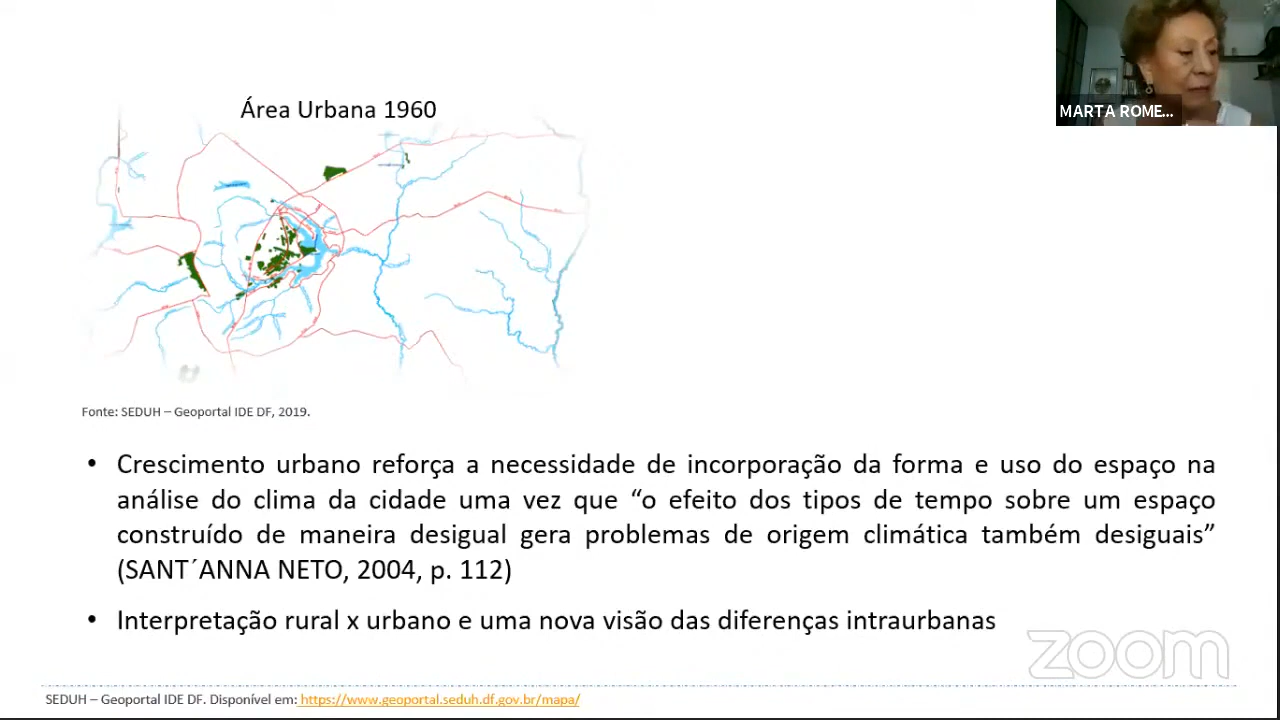 MARTA ROME...
Área Urbana 1960
Fonte: SEDUH – Geoportal IDE DF, 2019.
• Crescimento urbano reforça a necessidade de incorporação da forma e uso do espaço na
análise do clima da cidade uma vez que “o efeito dos tipos de tempo sobre um espaço
construído de maneira desigual gera problemas de origem climática também desiguais”
(SANT´ANNA NETO, 2004, p. 112)
• Interpretação rural x urbano e uma nova visão das diferenças intraurbanas
zoom
SEDUH – Geoportal IDE DF. Disponível em: https://www.geoportal.seduh.df.gov.br/mapa/